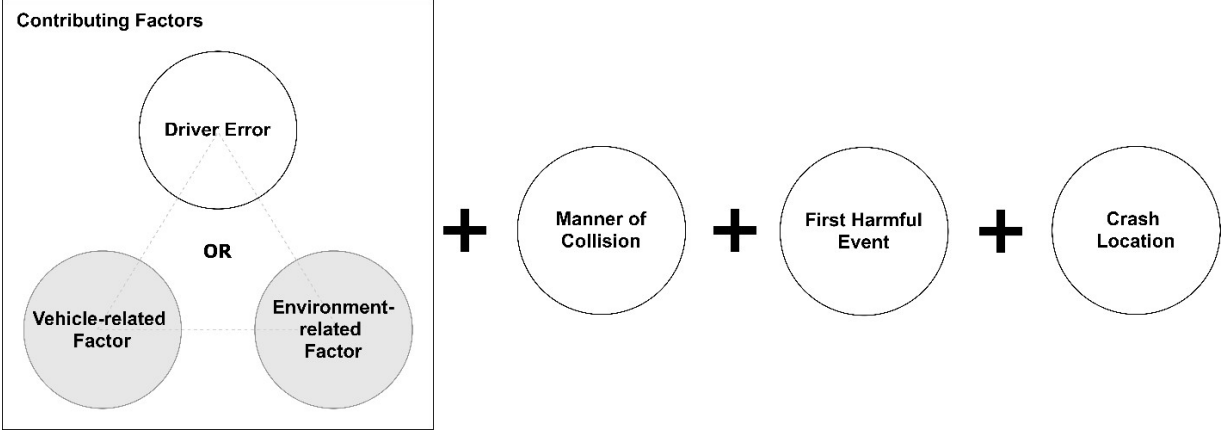 Contributing Factors
Driver Error
OR
Vehicle-related
Factor
Environment-
related
Factor
+
Manner of
Collision
+
First Harmful
Event
+
Crash
Location